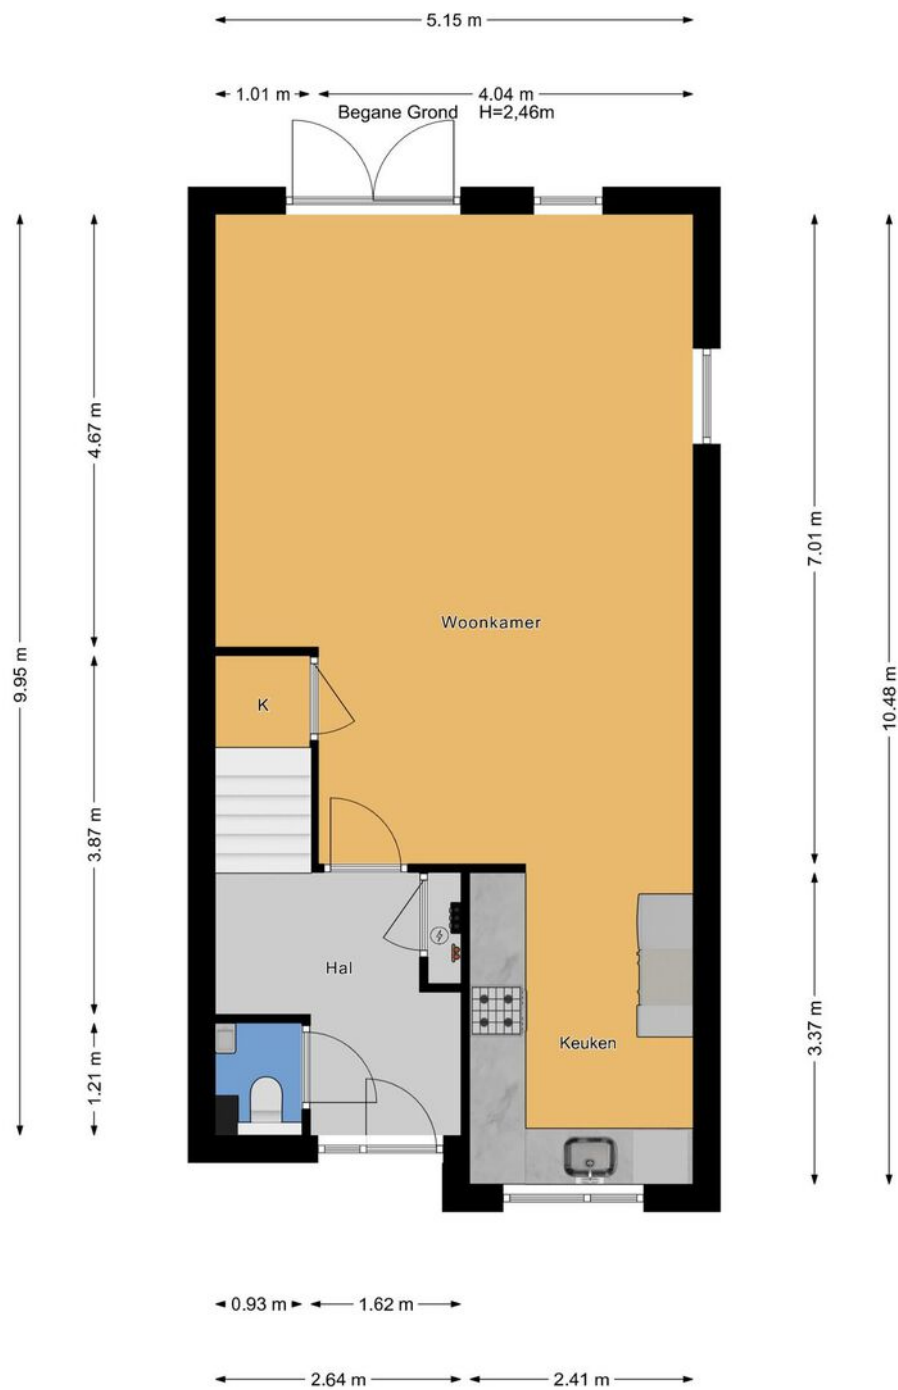 5.15 m
1.01 m
4.04 m
Begane Grond H=2,46m
4.67 m
7.01 m
Woonkamer
9.95 m
10.48 m
K
3.87 m
Hal
3.37 m
Keuken
1.21 m
0.93 m
1.62 m
2.64 m
2.41 m